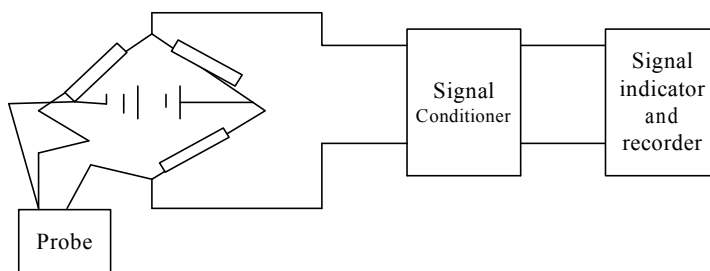 Signal
Conditioner
Signal
indicator
and
recorder
Probe